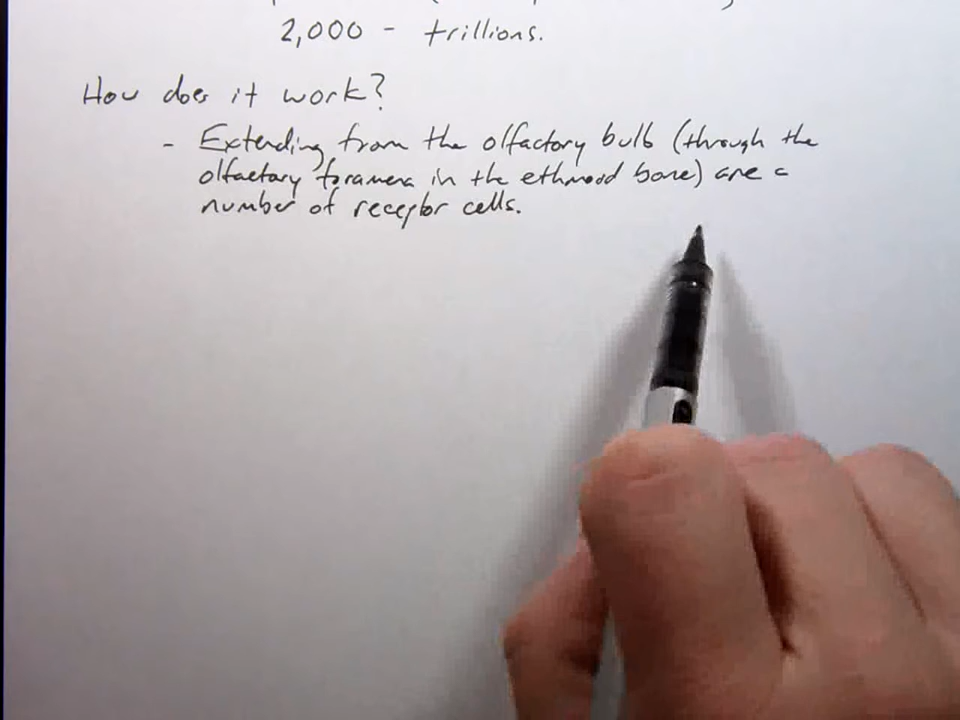 2,000 - trillions.
How does it work?
- Extending from the olfactory bulb (through the
olfactory foramena in the ethmoid bone) are a
number of receptor cells.